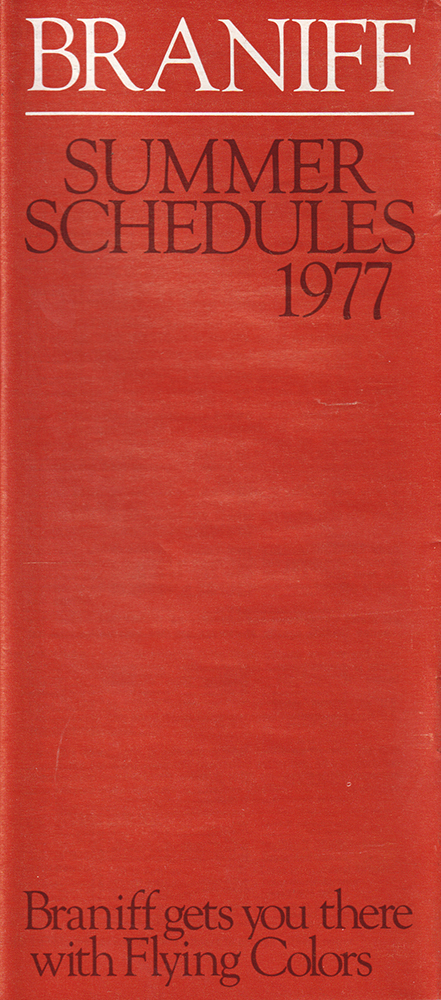 BRANIFF
SUMMER
SCHEDULES
1977
Braniff gets you there
with Flying Colors